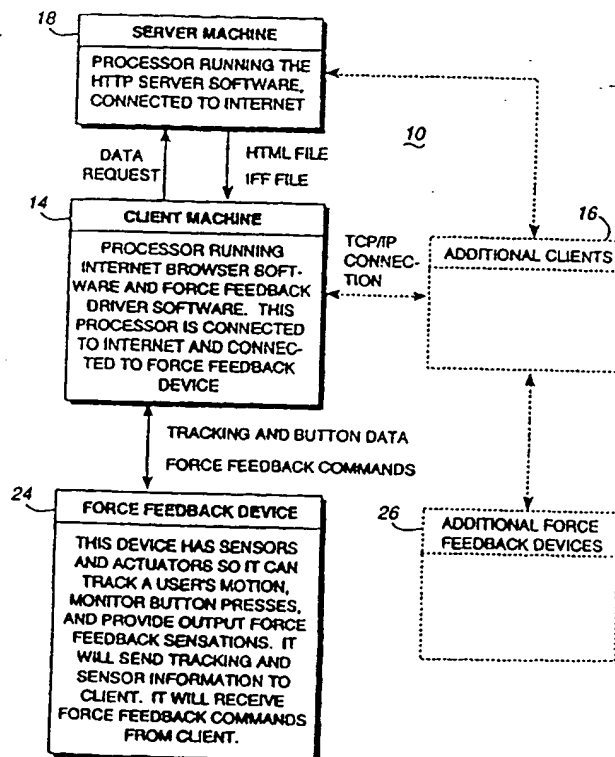 18
SERVER MACHINE
PROCESSOR RUNNING THE
HTTP SERVER SOFTWARE,
CONNECTED TO INTERNET
10
DATA
REQUEST
HTML FILE
IFF FILE
14
CLIENT MACHINE
PROCESSOR RUNNING
INTERNET BROWSER SOFT-
WARE AND FORCE FEEDBACK
DRIVER SOFTWARE. THIS
PROCESSOR IS CONNECTED
TO INTERNET AND CONNEC-
TED TO FORCE FEEDBACK
DEVICE
TCP/IP
CONNEC-
TION
16
ADDITIONAL CLIENTS
TRACKING AND BUTTON DATA
FORCE FEEDBACK COMMANDS
24
FORCE FEEDBACK DEVICE
THIS DEVICE HAS SENSORS
AND ACTUATORS SO IT CAN
TRACK A USER'S MOTION,
MONITOR BUTTON PRESSES,
AND PROVIDE OUTPUT FORCE
FEEDBACK SENSATIONS. IT
WILL SEND TRACKING AND
SENSOR INFORMATION TO
CLIENT. IT WILL RECEIVE
FORCE FEEDBACK COMMANDS
FROM CLIENT.
26
ADDITIONAL FORCE
FEEDBACK DEVICES